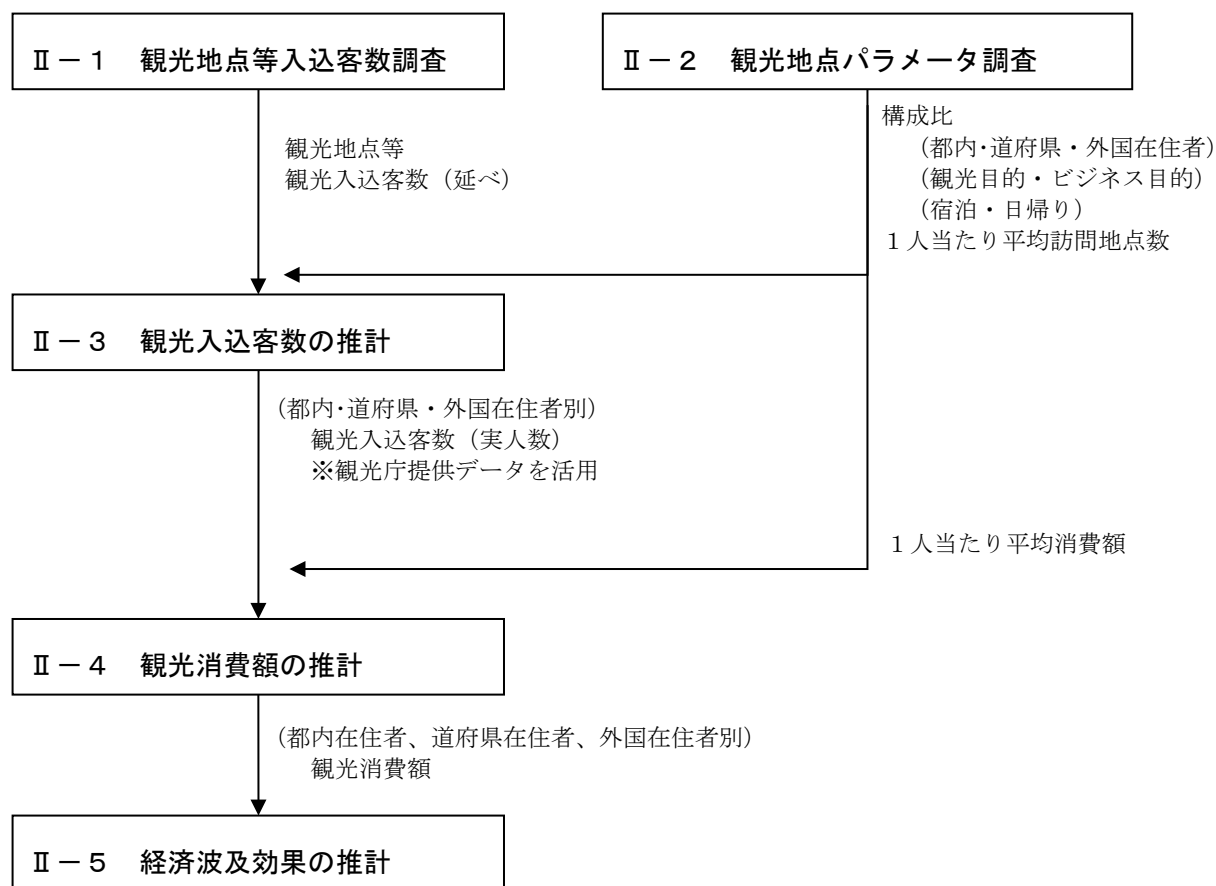 Ⅱ－１　観光地点等入込客数調査
Ⅱ－２　観光地点パラメータ調査
観光地点等
観光入込客数（延べ）
構成比
（都内･道府県・外国在住者）
（観光目的・ビジネス目的）
（宿泊・日帰り）
１人当たり平均訪問地点数
Ⅱ－３　観光入込客数の推計
（都内･道府県・外国在住者別）
観光入込客数（実人数）
※観光庁提供データを活用
１人当たり平均消費額
Ⅱ－４　観光消費額の推計
（都内在住者、道府県在住者、外国在住者別）
観光消費額
Ⅱ－５　経済波及効果の推計